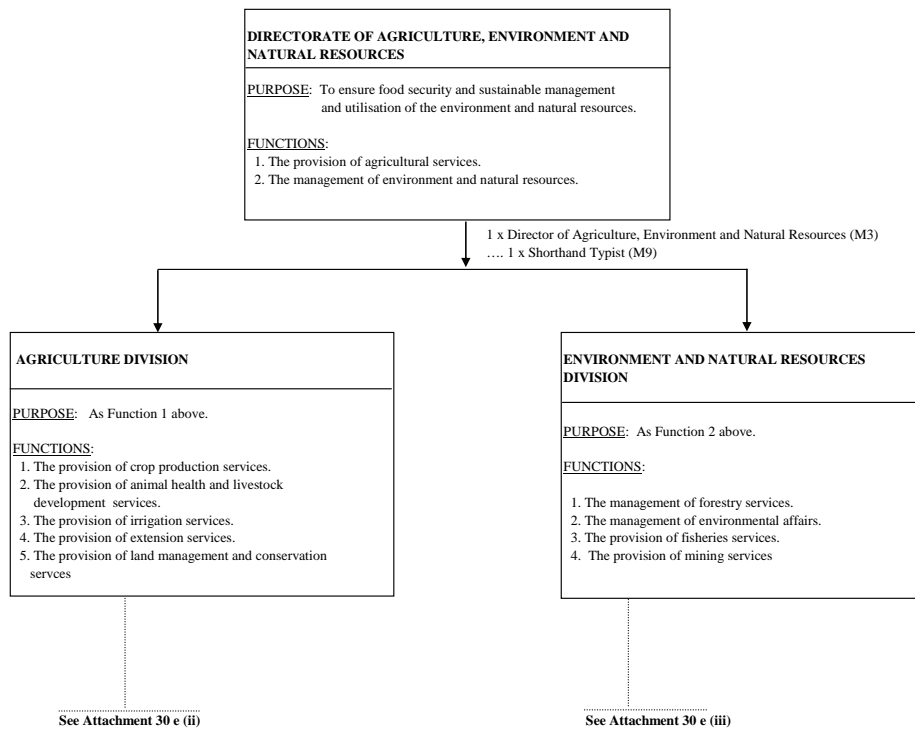 DIRECTORATE OF AGRICULTURE, ENVIRONMENT AND
NATURAL RESOURCES
PURPOSE: To ensure food security and sustainable management
and utilisation of the environment and natural resources.
FUNCTIONS:
1. The provision of agricultural services.
2. The management of environment and natural resources.
1 x Director of Agriculture, Environment and Natural Resources (M3)
…. 1 x Shorthand Typist (M9)
AGRICULTURE DIVISION
PURPOSE: As Function 1 above.
FUNCTIONS:
1. The provision of crop production services.
2. The provision of animal health and livestock
development services.
3. The provision of irrigation services.
4. The provision of extension services.
5. The provision of land management and conservation
servces
See Attachment 30 e (ii)
ENVIRONMENT AND NATURAL RESOURCES
DIVISION
PURPOSE: As Function 2 above.
FUNCTIONS:
1. The management of forestry services.
2. The management of environmental affairs.
3. The provision of fisheries services.
4. The provision of mining services
See Attachment 30 e (iii)